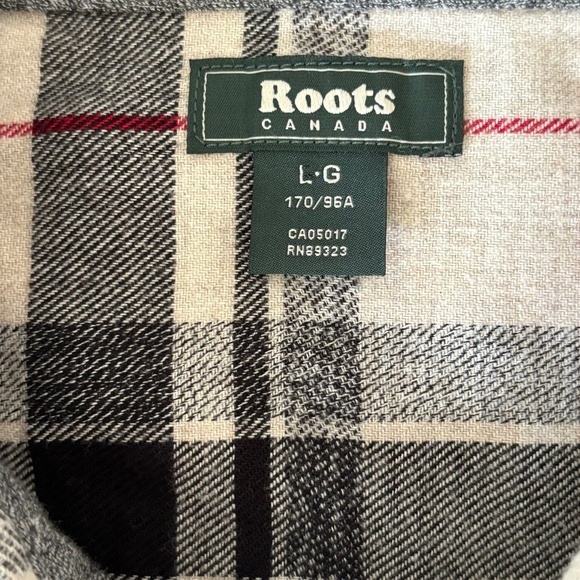 Roots
CANADA
L·G
170/96A
CA05017
RN89323